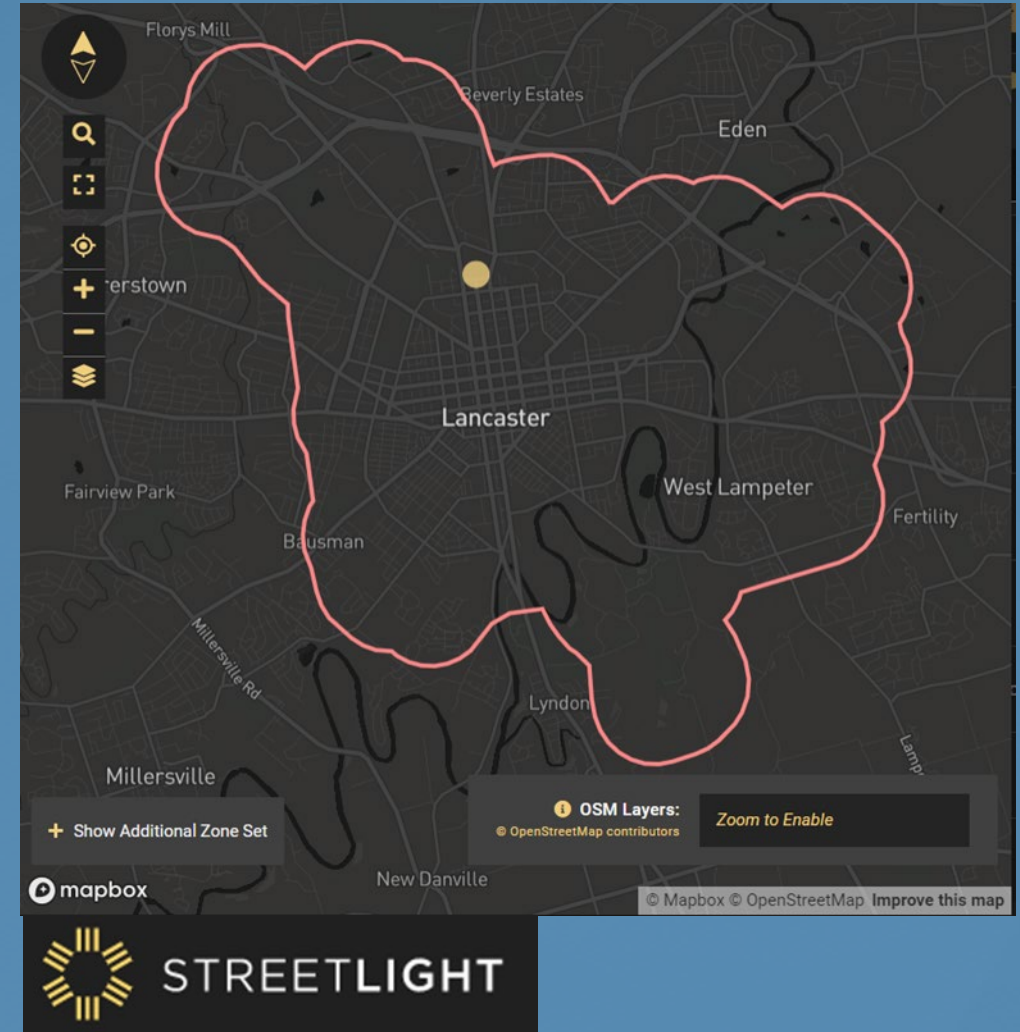 Florys Mill
Beverly Estates
Eden
rerstown
Lancaster
Fairview Park
West Lampeter
Fertility
Bausman
Millersville Rd
Lyndon
Lamp
Millersville
OSM Layers:
© OpenStreetMap contributors
Zoom to Enable
+ Show Additional Zone Set
New Danville
mapbox
© Mapbox © OpenStreetMap Improve this map
STREETLIGHT